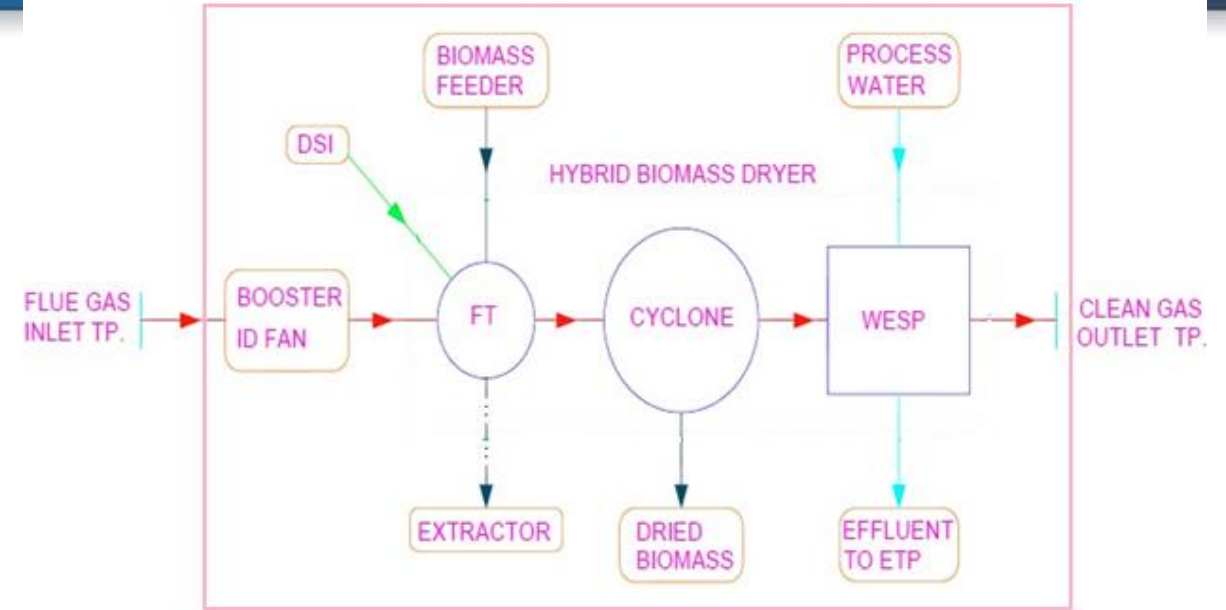 BIOMASS
FEEDER
PROCESS
WATER
DSI
HYBRID BIOMASS DRYER
FLUE GAS
INLET TP.
BOOSTER
ID FAN
FT
CYCLONE
WESP
CLEAN GAS
OUTLET TP.
EXTRACTOR
DRIED
BIOMASS
EFFLUENT
TO ETP